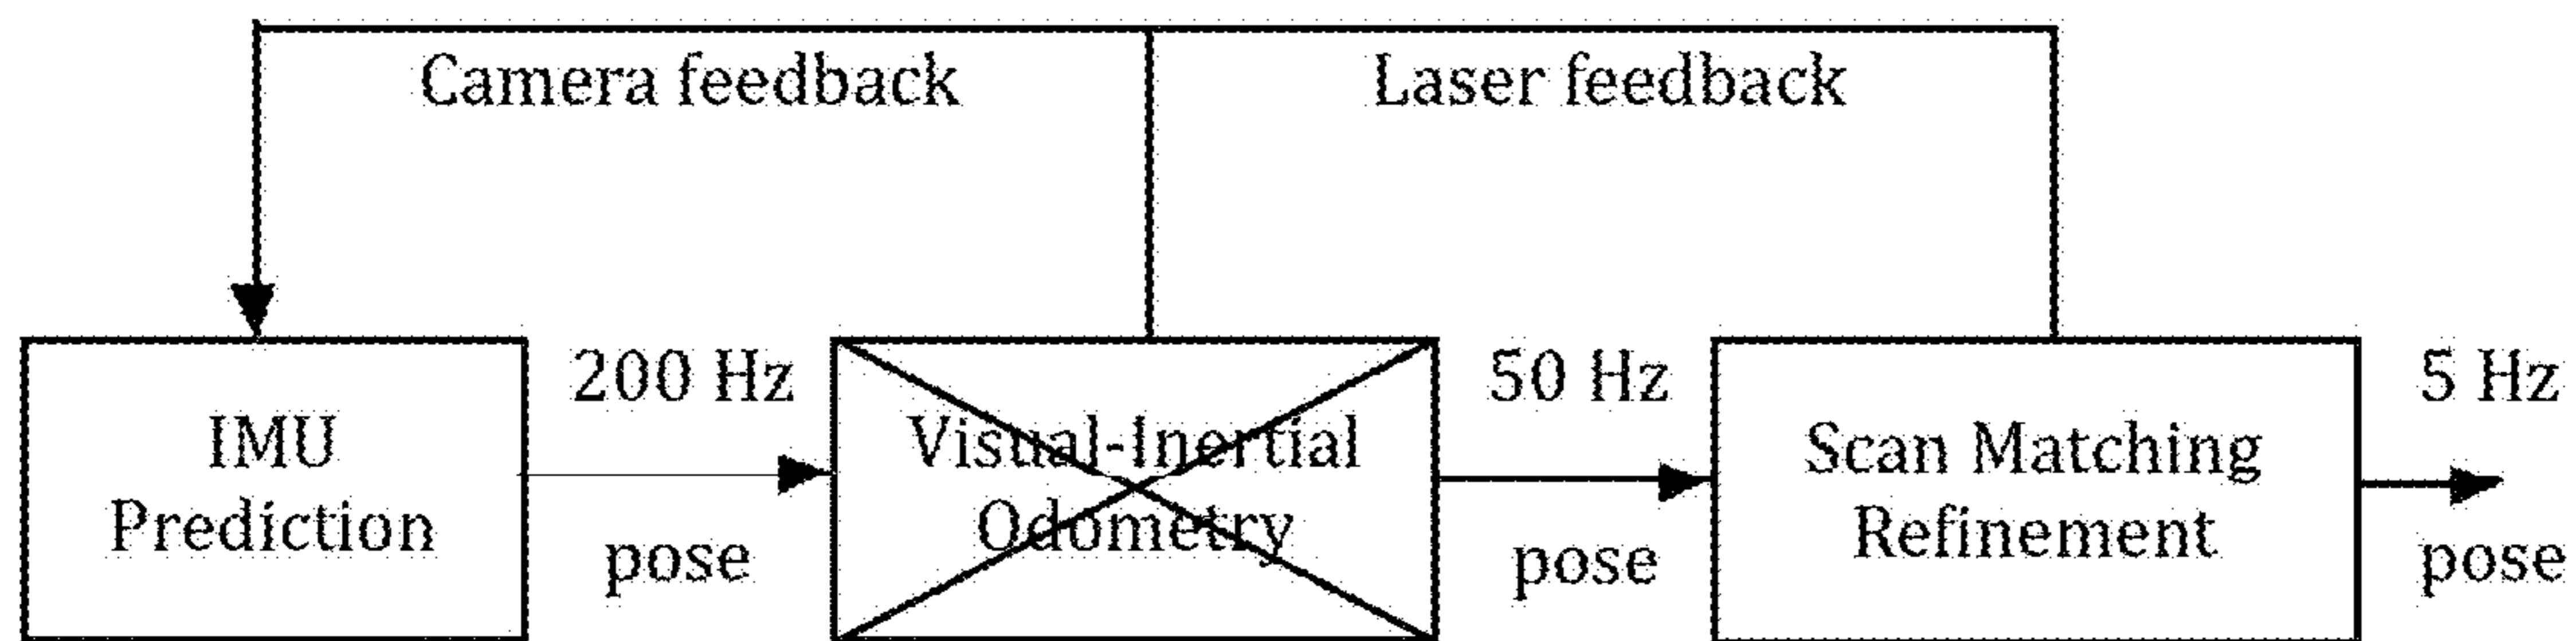 Camera feedback
Laser feedback
IMU
Prediction
200 Hz
pose
Visual-Inertial
Odometry
50 Hz
pose
Scan Matching
Refinement
5 Hz
pose